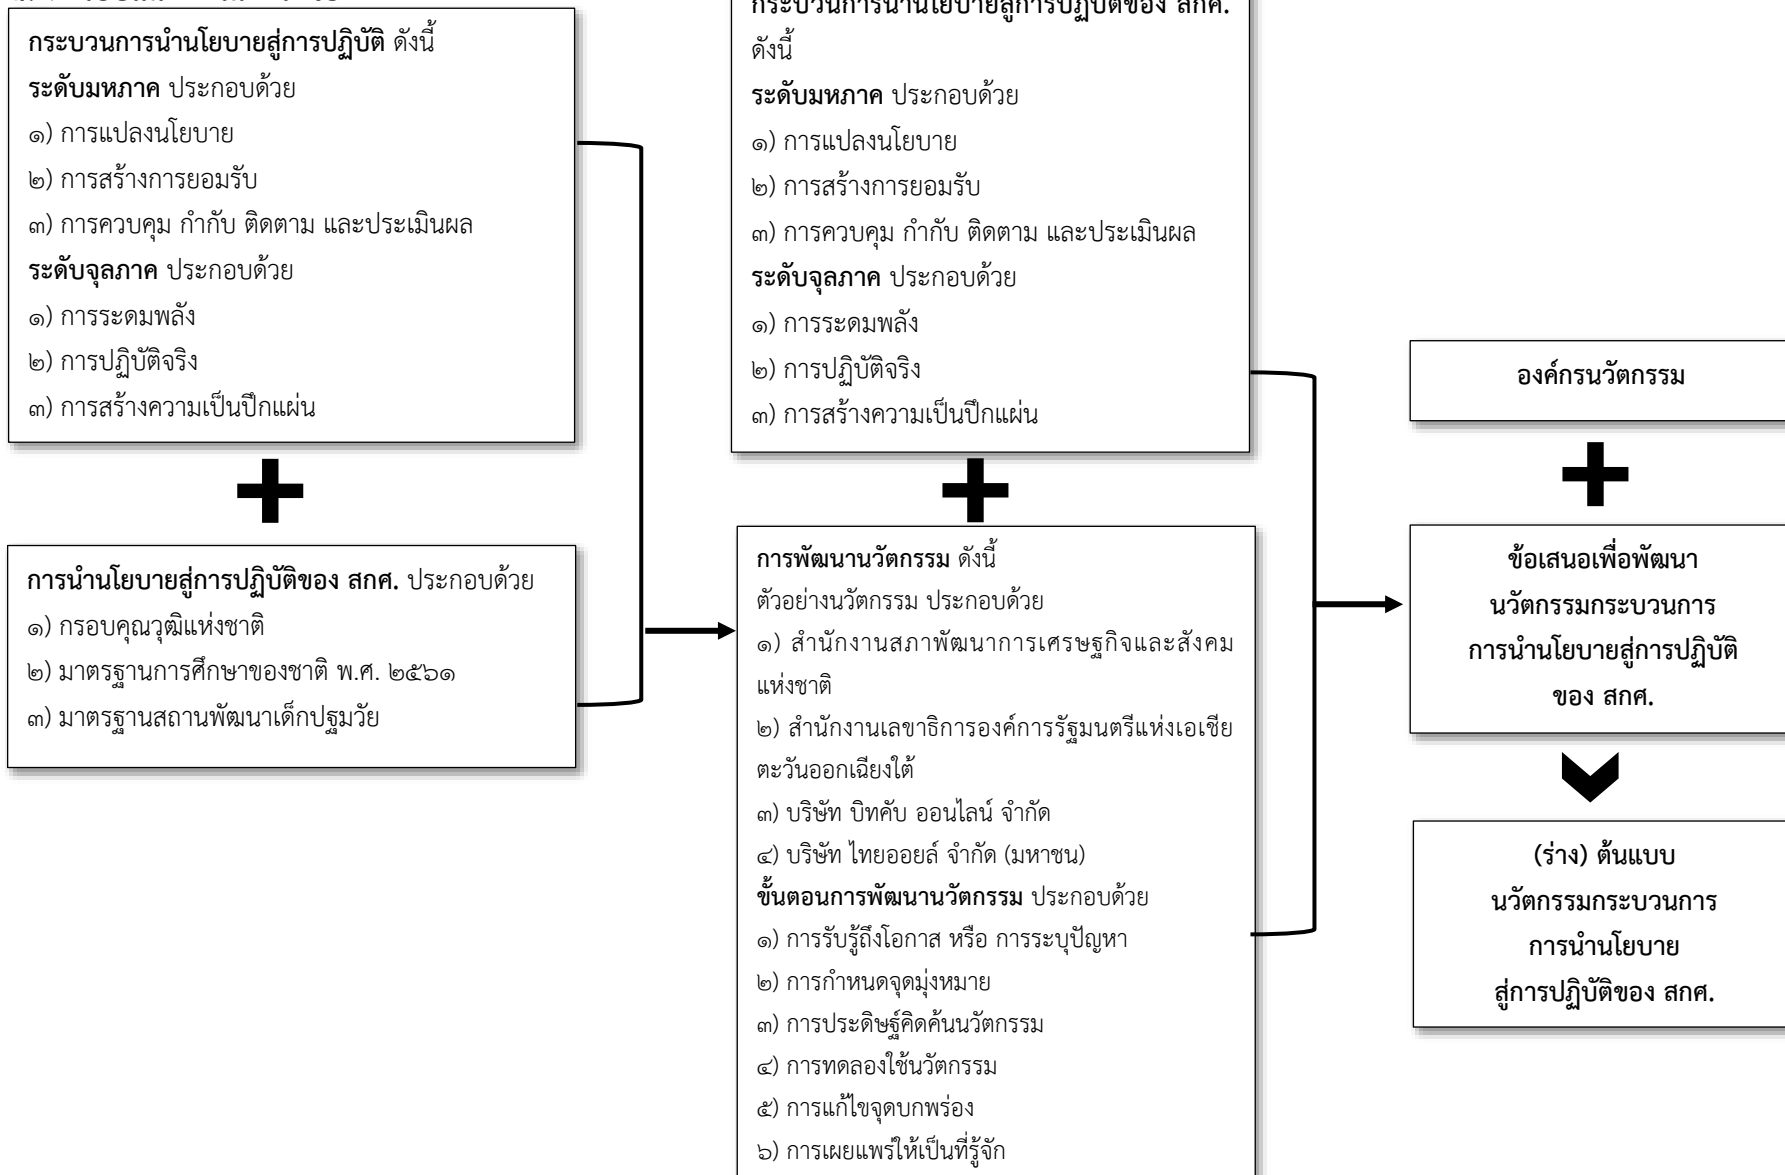 กระบวนการนำนโยบายสู่การปฏิบัติ ดังนี้
ระดับมหภาค ประกอบด้วย
๑) การแปลงนโยบาย
๒) การสร้างการยอมรับ
๓) การควบคุม กำกับ ติดตาม และประเมินผล
ระดับจุลภาค ประกอบด้วย
๑) การระดมพลัง
๒) การปฏิบัติจริง
๓) การสร้างความเป็นปึกแผ่น
การนำนโยบายสู่การปฏิบัติของ สกศ. ประกอบด้วย
๑) กรอบคุณวุฒิแห่งชาติ
๒) มาตรฐานการศึกษาของชาติ พ.ศ. ๒๕๖๑
๓) มาตรฐานสถานพัฒนาเด็กปฐมวัย
กระบวนการนำนโยบายสู่การปฏิบัติของ สกศ.
ดังนี้
ระดับมหภาค ประกอบด้วย
๑) การแปลงนโยบาย
๒) การสร้างการยอมรับ
๓) การควบคุม กำกับ ติดตาม และประเมินผล
ระดับจุลภาค ประกอบด้วย
๑) การระดมพลัง
๒) การปฏิบัติจริง
๓) การสร้างความเป็นปึกแผ่น
การพัฒนานวัตกรรม ดังนี้
ตัวอย่างนวัตกรรม ประกอบด้วย
๑) สำนักงานสภาพัฒนาการเศรษฐกิจและสังคม
แห่งชาติ
๒) สำนักงานเลขาธิการองค์การรัฐมนตรีแห่งเอเชีย
ตะวันออกเฉียงใต้
๓) บริษัท บิทคับ ออนไลน์ จำกัด
๔) บริษัท ไทยออยล์ จำกัด (มหาชน)
ขั้นตอนการพัฒนานวัตกรรม ประกอบด้วย
๑) การรับรู้ถึงโอกาส หรือ การระบุปัญหา
๒) การกำหนดจุดมุ่งหมาย
๓) การประดิษฐ์คิดค้นนวัตกรรม
๔) การทดลองใช้นวัตกรรม
๕) การแก้ไขจุดบกพร่อง
๖) การเผยแพร่ให้เป็นที่รู้จัก
องค์กรนวัตกรรม
ข้อเสนอเพื่อพัฒนา
นวัตกรรมกระบวนการ
การนำนโยบายสู่การปฏิบัติ
ของ สกศ.
(ร่าง) ต้นแบบ
นวัตกรรมกระบวนการ
การนำนโยบาย
สู่การปฏิบัติของ สกศ.